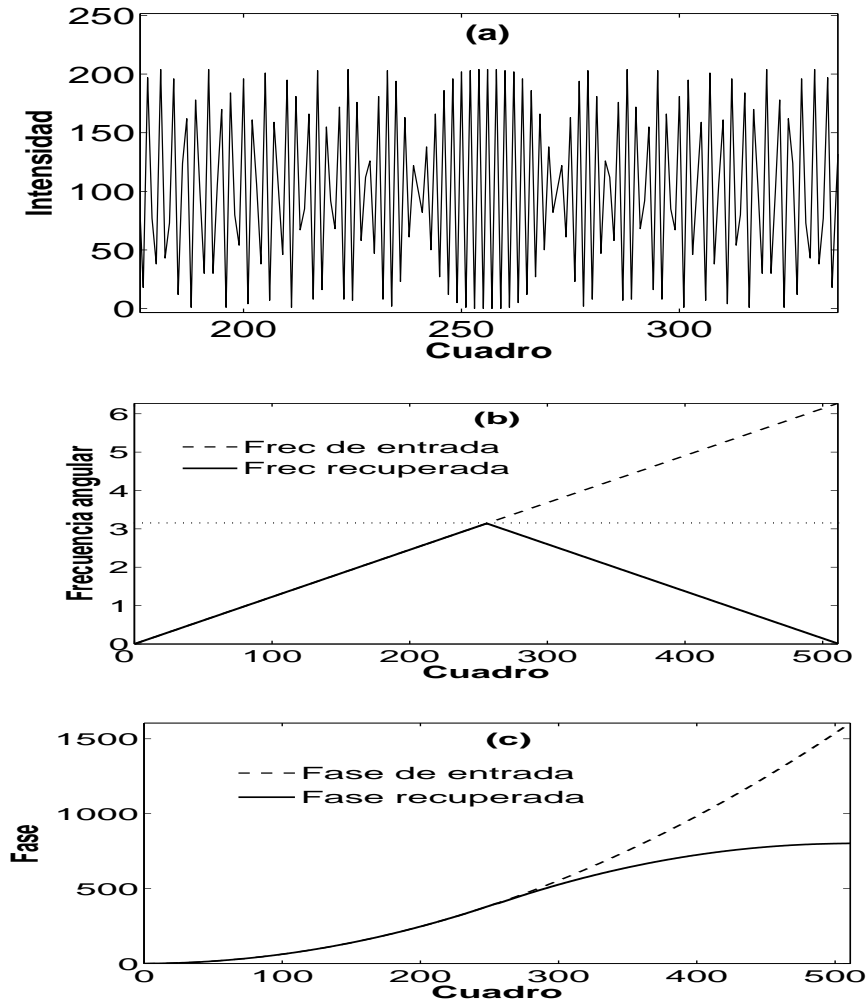 (a)
250
200
150
100
50
0
Intensidad
200 250 300
Cuadro
(b)
6
5
4
3
2
1
0
Frecuencia angular
Frec de entrada
Frec recuperada
0 100 200 300 400 500
Cuadro
(c)
1500
1000
500
0
Fase
Fase de entrada
Fase recuperada
0 100 200 300 400 500
Cuadro